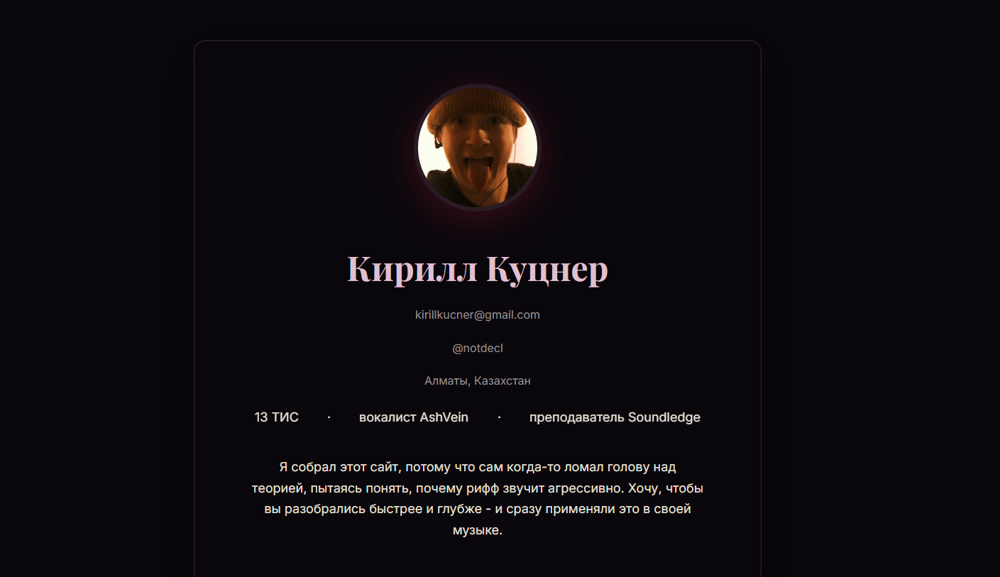 Кирилл Куцнер
kirillkucner@gmail.com
@notdecl
Алматы, Казахстан
13 ТИС · вокалист AshVein · преподаватель Soundledge
Я собрал этот сайт, потому что сам когда-то ломал голову над
теорией, пытаясь понять, почему рифф звучит агрессивно. Хочу, чтобы
вы разобрались быстрее и глубже - и сразу применяли это в своей
музыке.